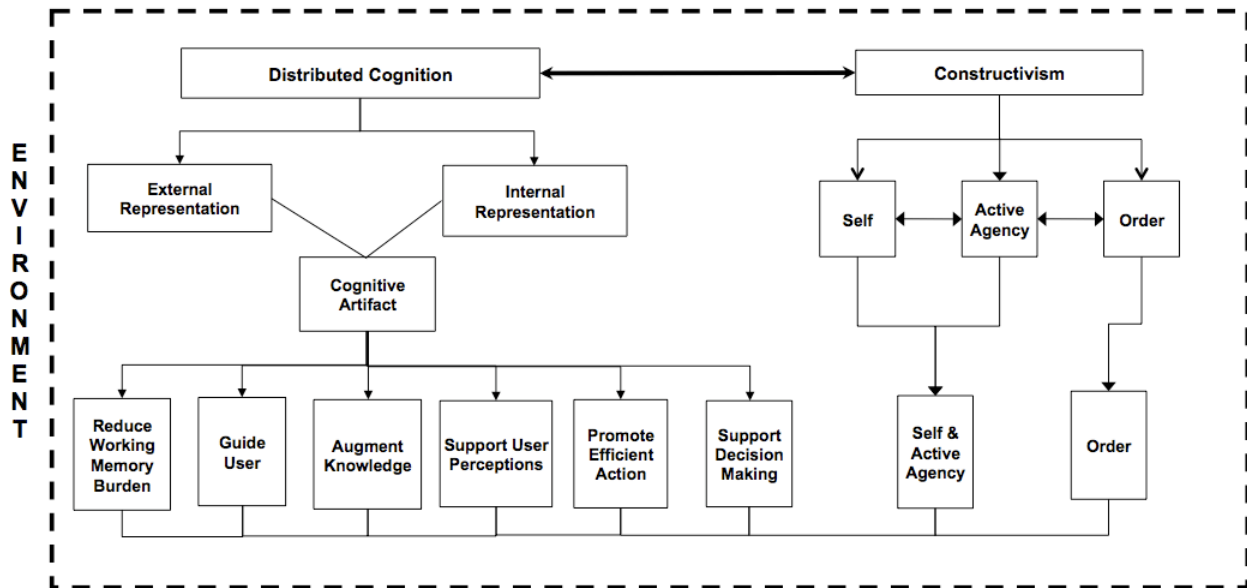 ENVIRONMENT
Distributed Cognition
Constructivism
External
Representation
Internal
Representation
Self
Active
Agency
Order
Cognitive
Artifact
Reduce
Working
Memory
Burden
Guide
User
Augment
Knowledge
Support User
Perceptions
Promote
Efficient
Action
Support
Decision
Making
Self &
Active
Agency
Order